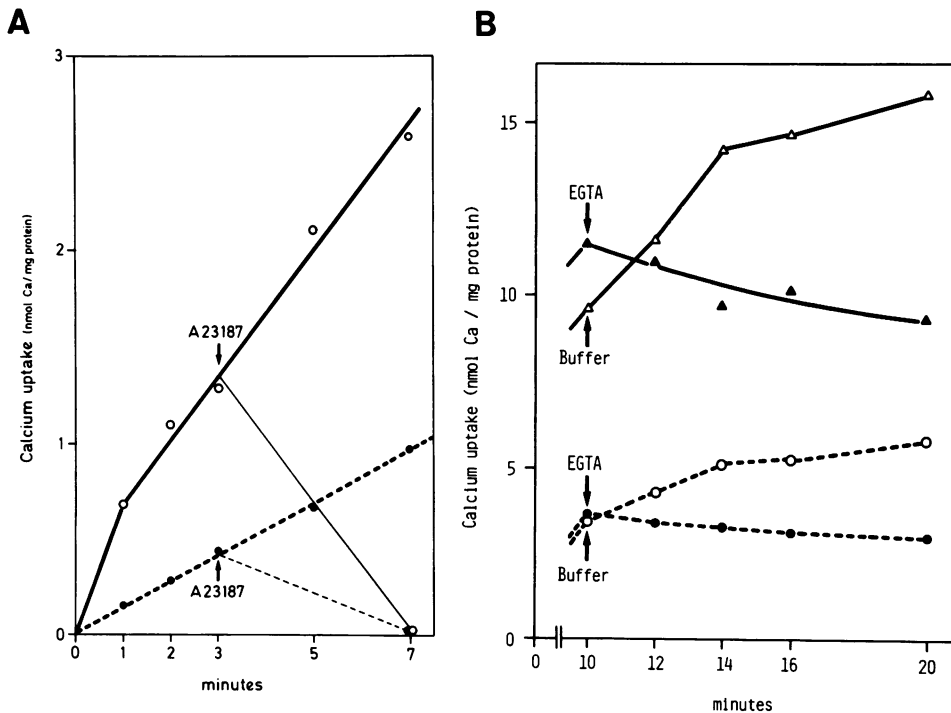 A
3
2
1
0
Calcium uptake (nmol Ca/mg protein)
A23187
A23187
0 1 2 3 5 7
minutes
B
15
10
5
0
Calcium uptake (nmol Ca / mg protein)
EGTA
Buffer
EGTA
Buffer
0 10 12 14 16 20
minutes